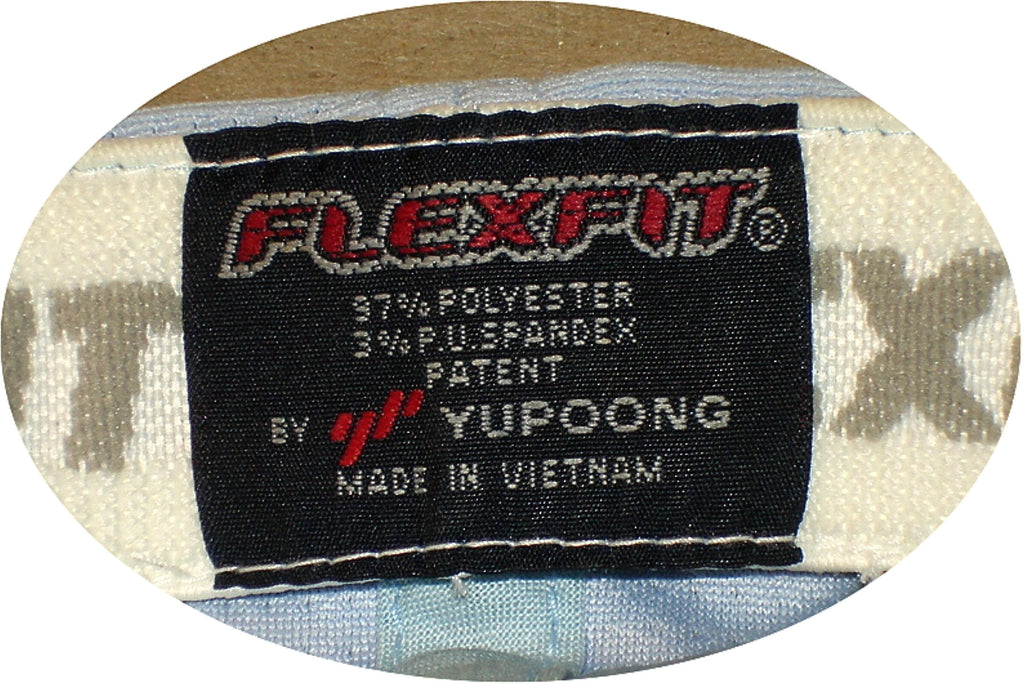 FLEXFIT®
97% POLYESTER
3% P.U.SPANDEX
PATENT
BY YUPOONG
MADE IN VIETNAM